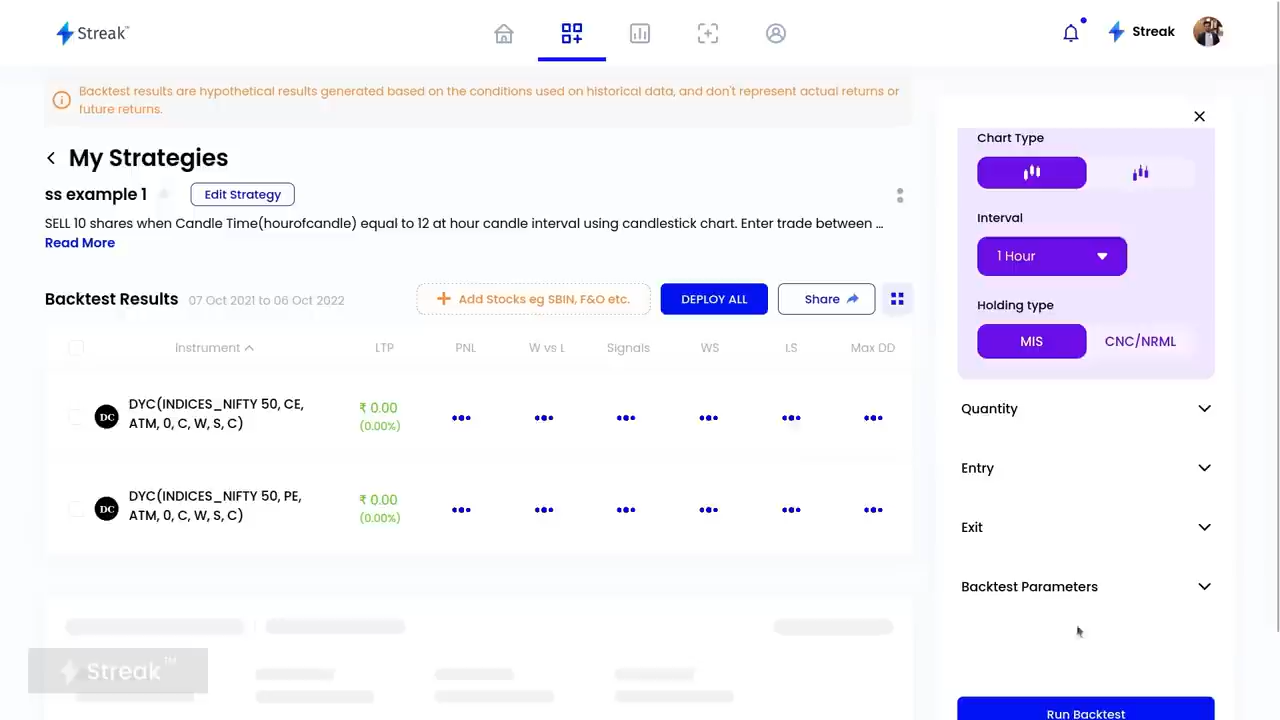 Streak™
Streak
Backtest results are hypothetical results generated based on the conditions used on historical data, and don't represent actual returns or
future returns.
My Strategies
ss example 1
Edit Strategy
SELL 10 shares when Candle Time(hourofcandle) equal to 12 at hour candle interval using candlestick chart. Enter trade between ...
Read More
Backtest Results
07 Oct 2021 to 06 Oct 2022
Add Stocks eg SBIN, F&O etc.
DEPLOY ALL
Share
Instrument
LTP
PNL
W vs L
Signals
WS
LS
Max DD
DC
DYC(INDICES_NIFTY 50, CE,
ATM, 0, C, W, S, C)
₹ 0.00
(0.00%)
DC
DYC(INDICES_NIFTY 50, PE,
ATM, 0, C, W, S, C)
₹ 0.00
(0.00%)
Streak™
Chart Type
Interval
1 Hour
Holding type
MIS
CNC/NRML
Quantity
Entry
Exit
Backtest Parameters
Run Backtest